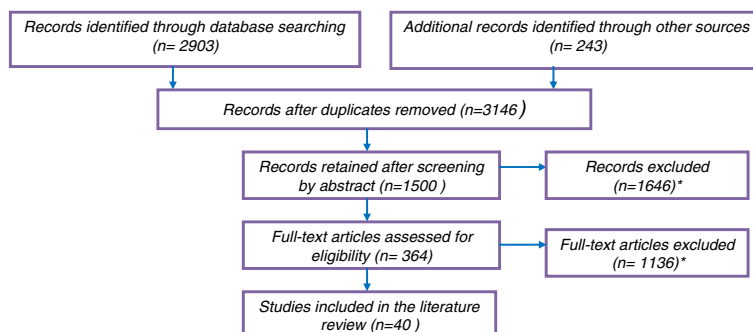 Records identified through database searching
(n= 2903)
Additional records identified through other sources
(n= 243)
Records after duplicates removed (n=3146)
Records retained after screening
by abstract (n=1500 )
Records excluded
(n=1646)*
Full-text articles assessed for
eligibility (n= 364)
Full-text articles excluded
(n= 1136)*
Studies included in the literature
review (n=40 )